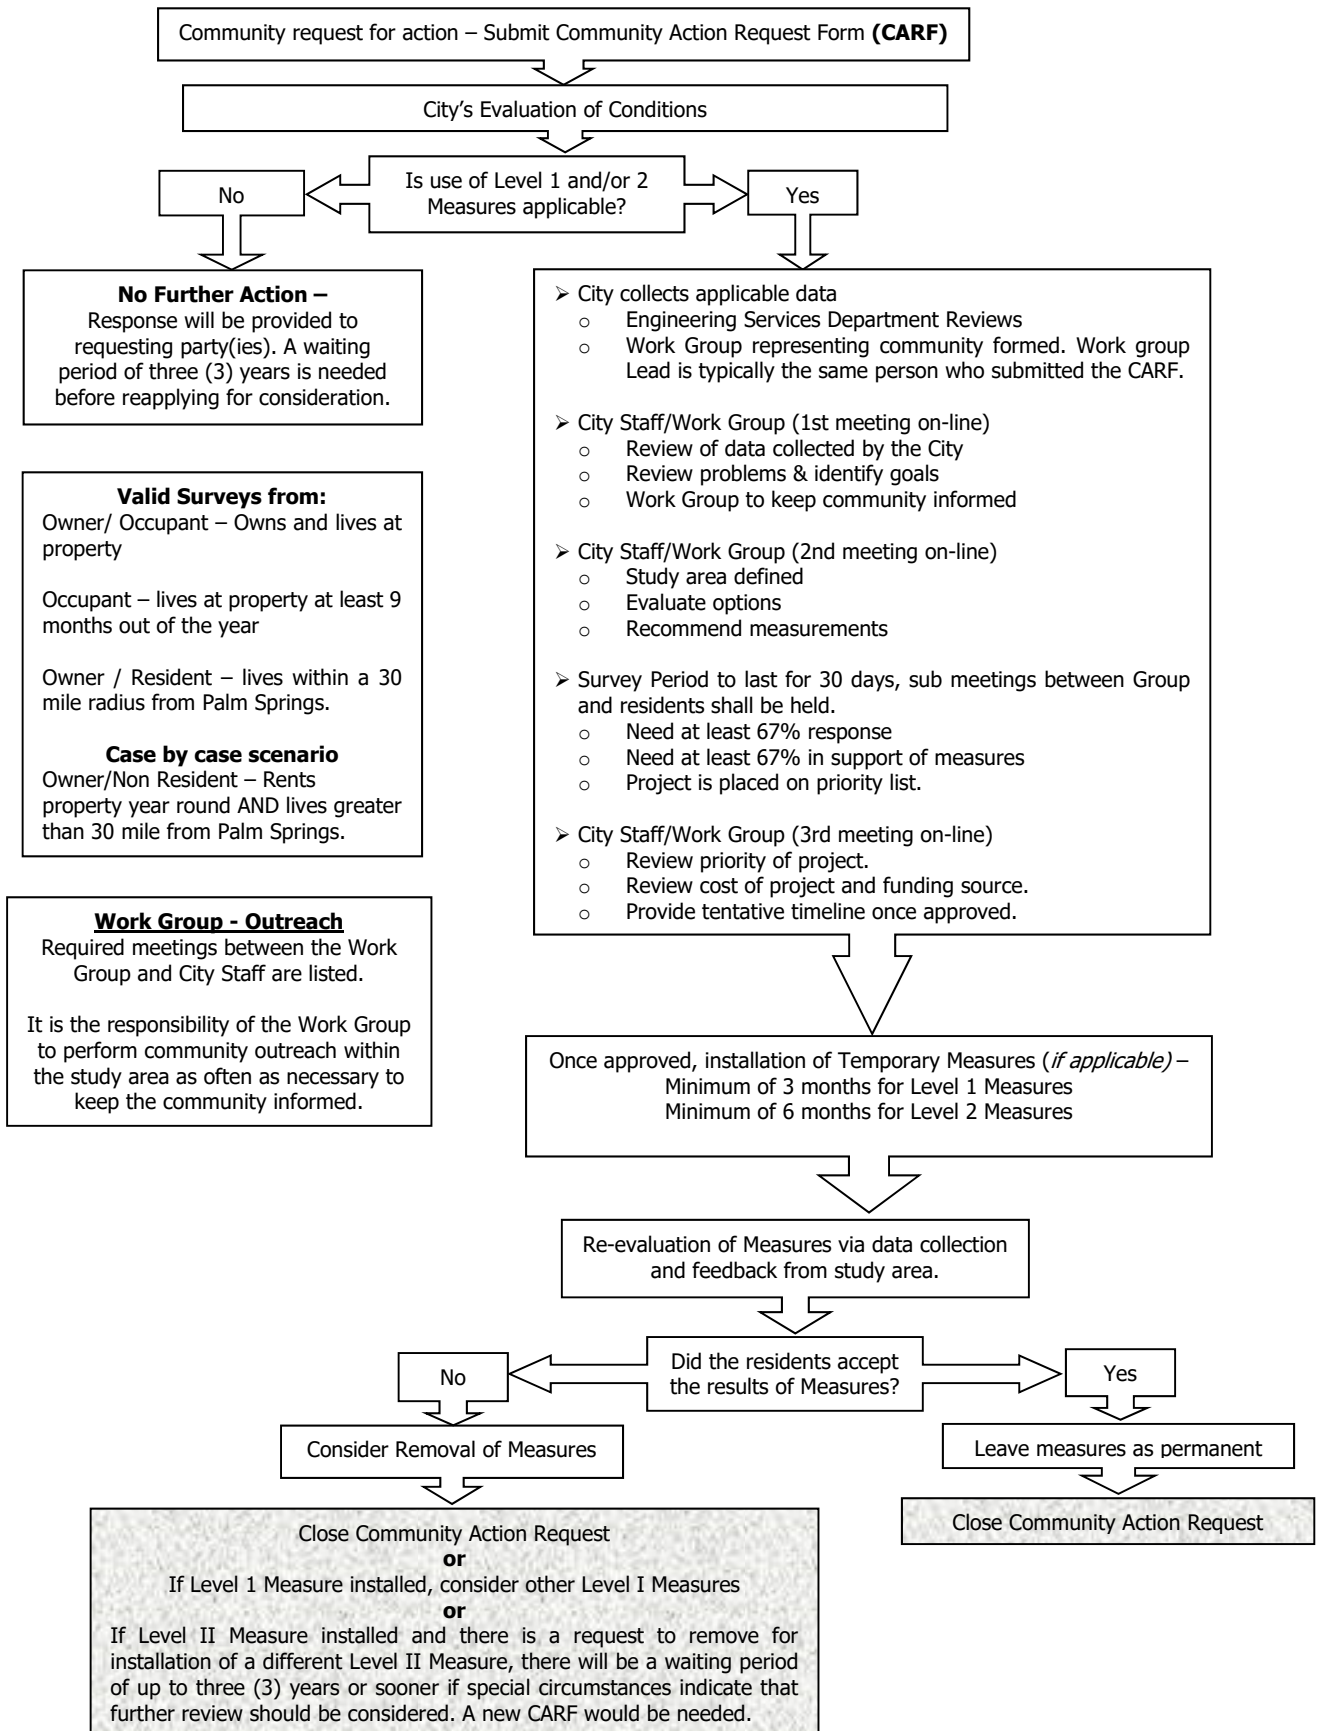 Community request for action – Submit Community Action Request Form (CARF)
City's Evaluation of Conditions
Is use of Level 1 and/or 2
Measures applicable?
No
Yes
No Further Action –
Response will be provided to
requesting party(ies). A waiting
period of three (3) years is needed
before reapplying for consideration.
Valid Surveys from:
Owner/ Occupant – Owns and lives at
property
Occupant – lives at property at least 9
months out of the year
Owner / Resident – lives within a 30
mile radius from Palm Springs.
Case by case scenario
Owner/Non Resident – Rents
property year round AND lives greater
than 30 mile from Palm Springs.
Work Group - Outreach
Required meetings between the Work
Group and City Staff are listed.
It is the responsibility of the Work Group
to perform community outreach within
the study area as often as necessary to
keep the community informed.
➢ City collects applicable data
o Engineering Services Department Reviews
o Work Group representing community formed. Work group
Lead is typically the same person who submitted the CARF.
➢ City Staff/Work Group (1st meeting on-line)
o Review of data collected by the City
o Review problems & identify goals
o Work Group to keep community informed
➢ City Staff/Work Group (2nd meeting on-line)
o Study area defined
o Evaluate options
o Recommend measurements
➢ Survey Period to last for 30 days, sub meetings between Group
and residents shall be held.
o Need at least 67% response
o Need at least 67% in support of measures
o Project is placed on priority list.
➢ City Staff/Work Group (3rd meeting on-line)
o Review priority of project.
o Review cost of project and funding source.
o Provide tentative timeline once approved.
Once approved, installation of Temporary Measures (if applicable) –
Minimum of 3 months for Level 1 Measures
Minimum of 6 months for Level 2 Measures
Re-evaluation of Measures via data collection
and feedback from study area.
Did the residents accept
the results of Measures?
No
Yes
Consider Removal of Measures
Leave measures as permanent
Close Community Action Request
Close Community Action Request
or
If Level 1 Measure installed, consider other Level I Measures
or
If Level II Measure installed and there is a request to remove for
installation of a different Level II Measure, there will be a waiting period
of up to three (3) years or sooner if special circumstances indicate that
further review should be considered. A new CARF would be needed.